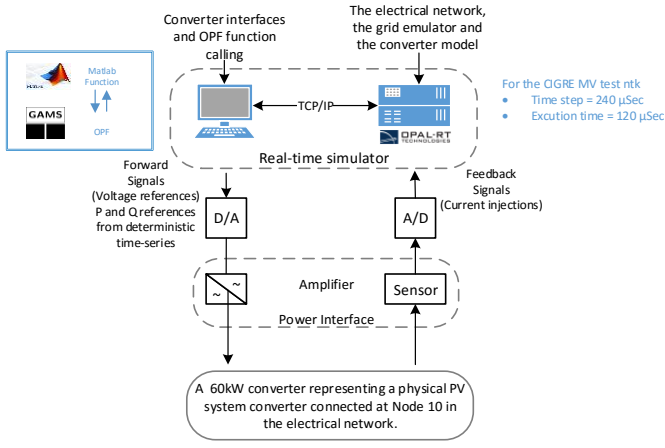 Converter interfaces
and OPF function
calling
The electrical network,
the grid emulator and
the converter model
Matlab
Function
GAMS
OPF
TCP/IP
OPAL-RT
TECHNOLOGIES
For the CIGRE MV test ntk
• Time step = 240 µSec
• Excution time = 120 µSec
Real-time simulator
Forward
Signals
(Voltage references)
P and Q references
from deterministic
time-series
D/A
A/D
Feedback
Signals
(Current injections)
~
~
Amplifier
Sensor
Power Interface
A 60kW converter representing a physical PV
system converter connected at Node 10 in
the electrical network.